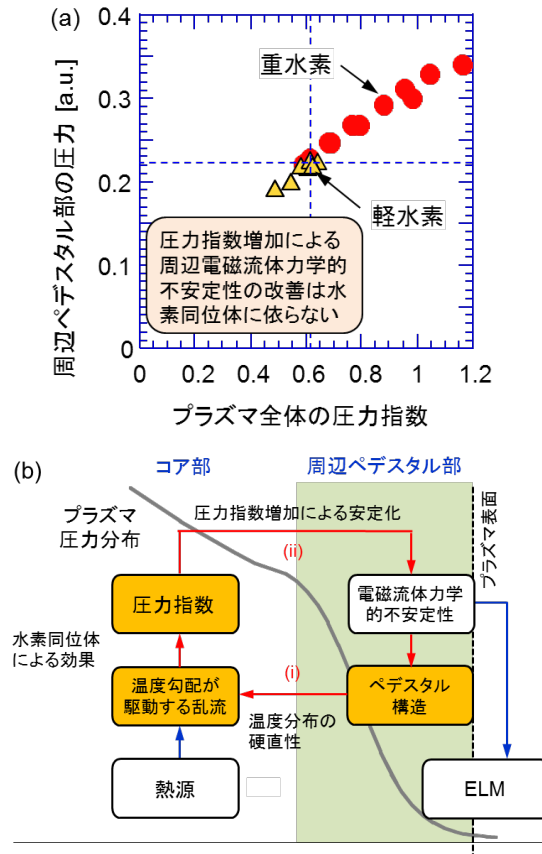 (a)
周辺ペデスタル部の圧力 [a.u.]
0.4
0.3
0.2
0.1
0
重水素
軽水素
圧力指数増加による
周辺電磁流体力学的
不安定性の改善は水
素同位体に依らない
0 0.2 0.4 0.6 0.8 1.0 1.2
プラズマ全体の圧力指数
(b)
コア部
周辺ペデスタル部
プラズマ
圧力分布
圧力指数増加による安定化
(ii)
プラズマ表面
圧力指数
電磁流体力学
的不安定性
水素同位体
による効果
(i)
温度勾配が
駆動する乱流
ペデスタル
構造
温度分布の
硬直性
熱源
ELM